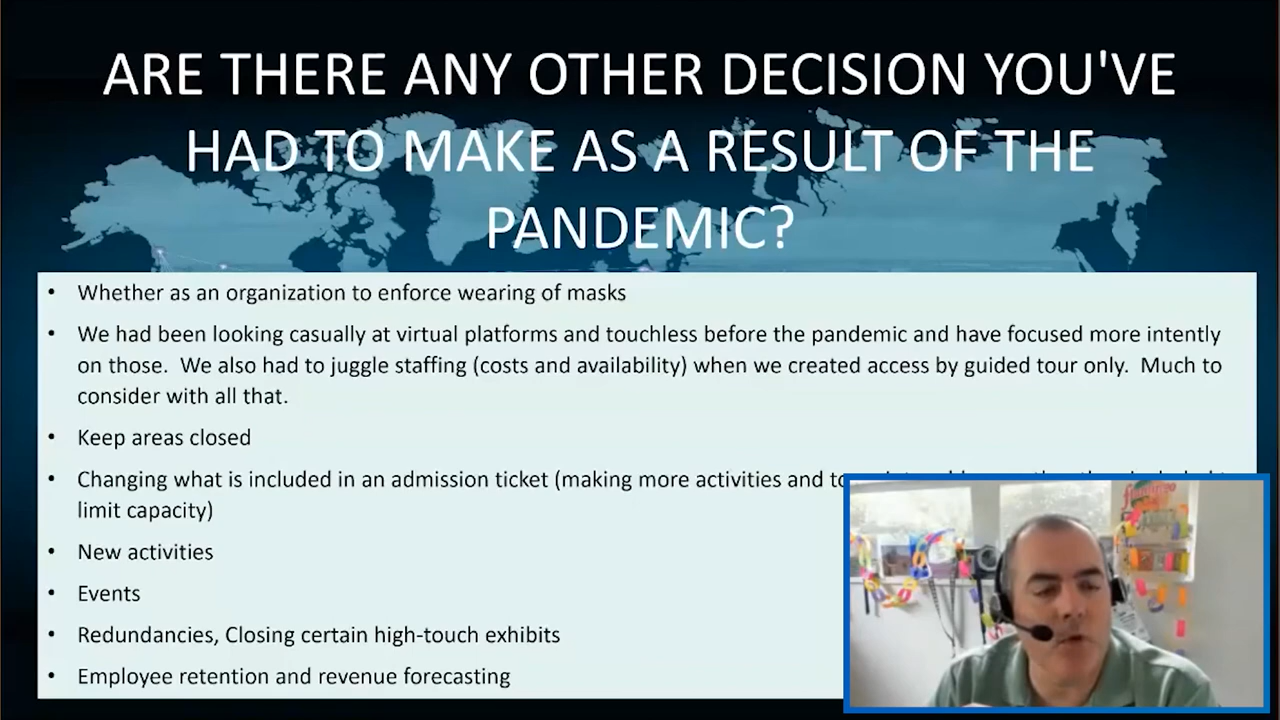 ARE THERE ANY OTHER DECISION YOU'VE
HAD TO MAKE AS A RESULT OF THE
PANDEMIC?
• Whether as an organization to enforce wearing of masks
• We had been looking casually at virtual platforms and touchless before the pandemic and have focused more intently
on those. We also had to juggle staffing (costs and availability) when we created access by guided tour only. Much to
consider with all that.
• Keep areas closed
• Changing what is included in an admission ticket (making more activities and
limit capacity)
• New activities
• Events
• Redundancies, Closing certain high-touch exhibits
• Employee retention and revenue forecasting